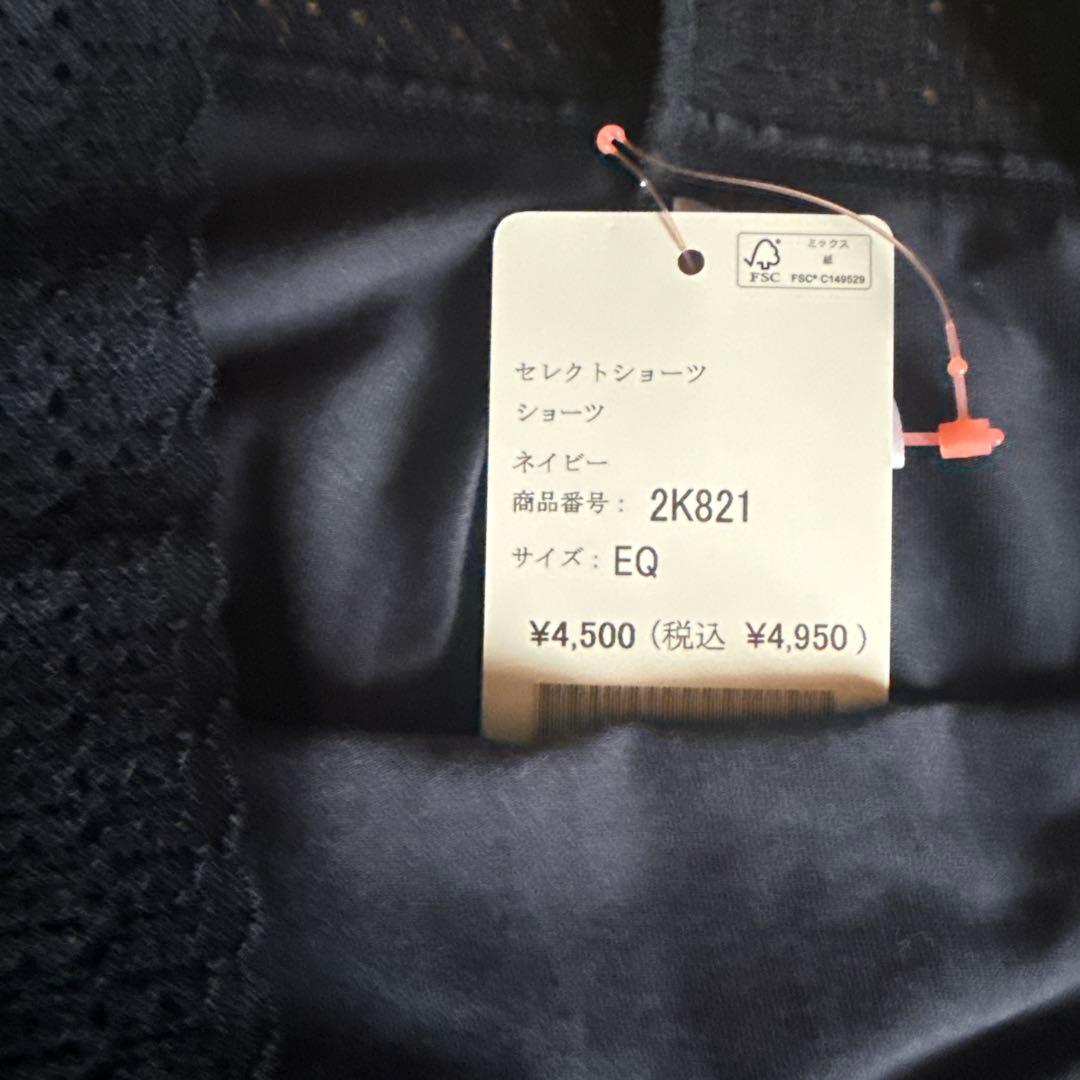 ミックス
紙
FSC® C149529
FSC
セレクトショーツ
ショーツ
ネイビー
商品番号： 2K821
サイズ： EQ
¥4,500 (税込 ¥4,950)